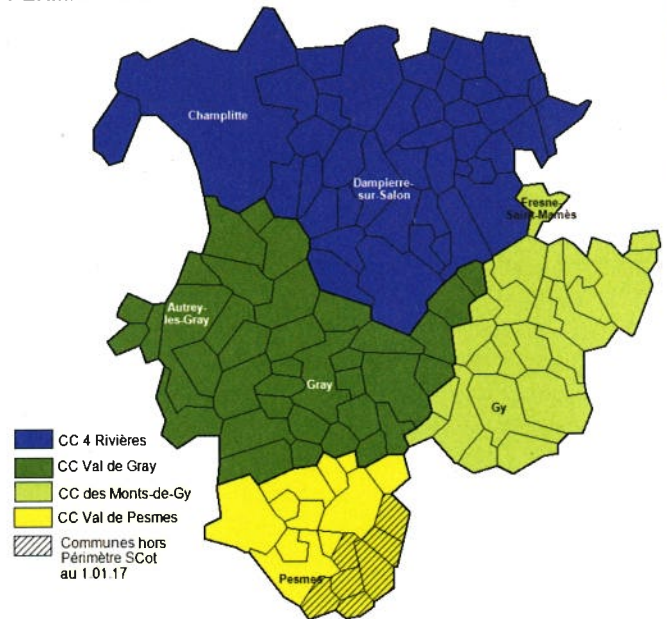 Champlitte
Dampierre-
sur-Salon
Fresne-
Saint-Mamès
Autrey-
les-Gray
Gray
Gy
CC 4 Rivières
CC Val de Gray
CC des Monts-de-Gy
CC Val de Pesmes
Communes hors
Périmètre SCot
au 1.01.17
Pesmes